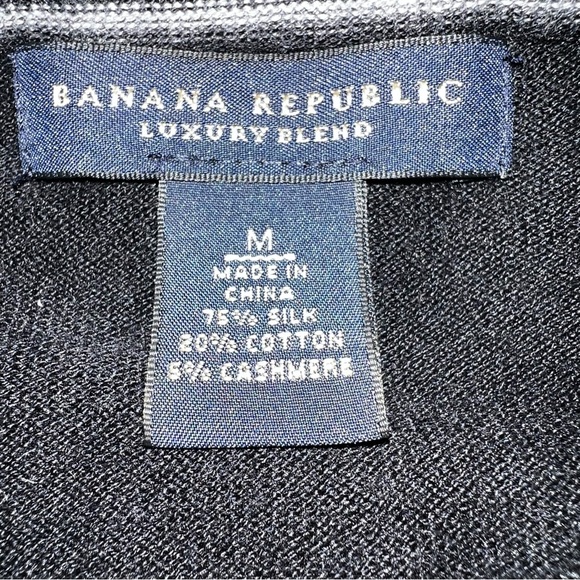 BANANA REPUBLIC
LUXURY BLEND
M
MADE IN
CHINA
75% SILK
20% COTTON
5% CASHMERE